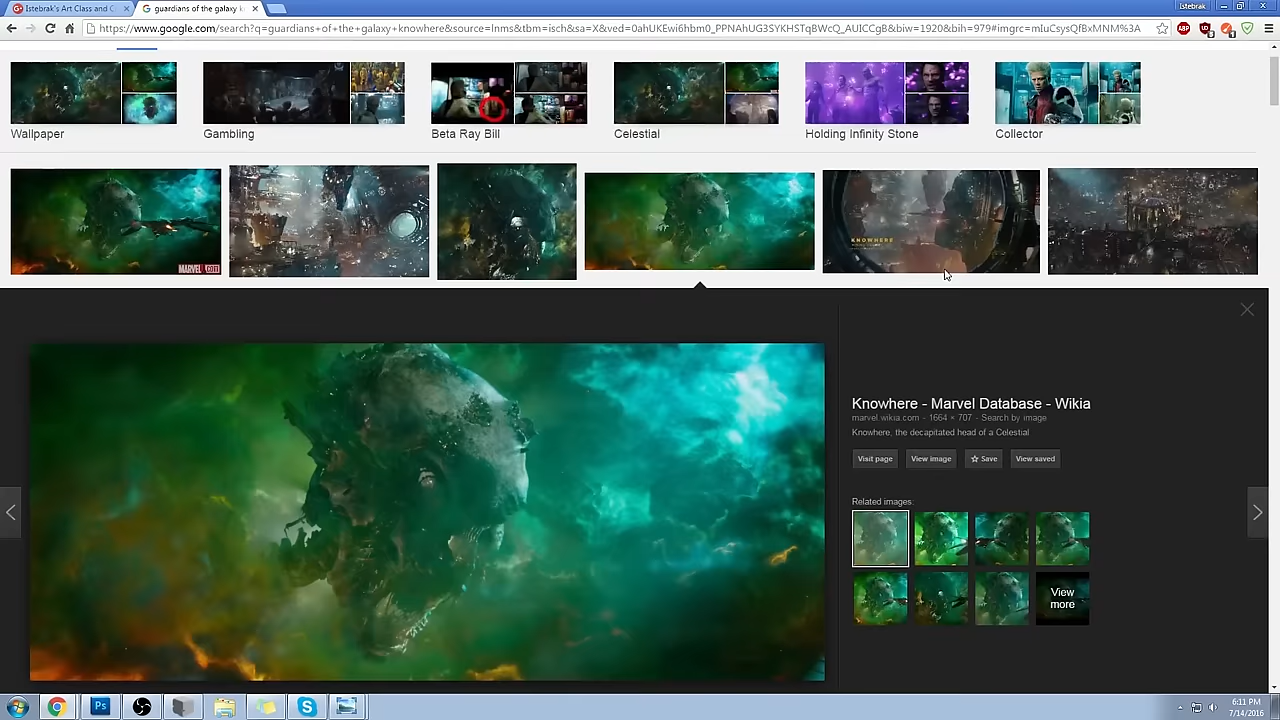 Istebrak's Art Class and C
guardians of the galaxy k
Istebrak
https://www.google.com/search?q=guardians+of+the+galaxy+knowhere&source=lnms&tbm=isch&sa=X&ved=0ahUKEwi6hbm0_PPNAhUG3SYKHSTqBWcQ_AUICCgB&biw=1920&bih=979#imgrc=mIuCsysQfBxMNM%3A
ABP
Wallpaper
Gambling
Beta Ray Bill
Celestial
Holding Infinity Stone
Collector
MARVEL.COM
KNOWHERE
Knowhere - Marvel Database - Wikia
marvel.wikia.com - 1664 × 707 - Search by image
Knowhere, the decapitated head of a Celestial
Visit page
View image
Save
View saved
Related images:
View
more
Ps
6:11 PM
7/14/2016